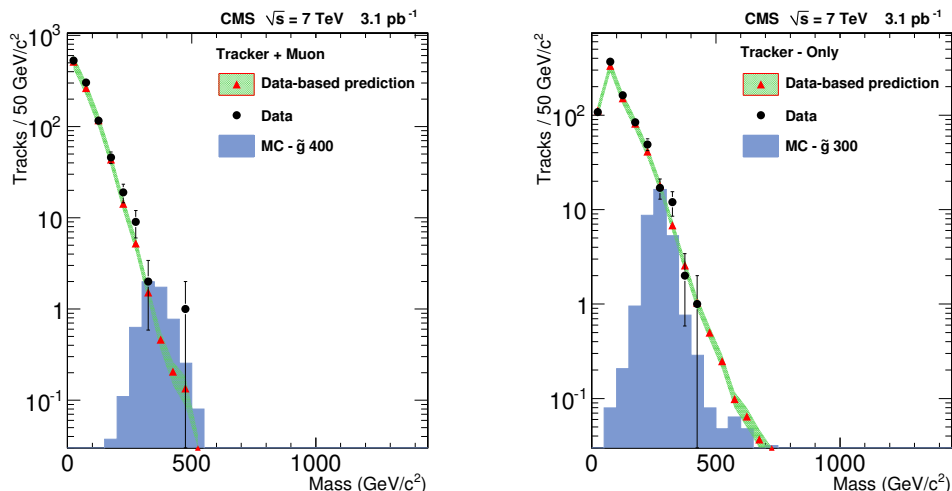 CMS √s = 7 TeV 3.1 pb⁻¹
Tracks / 50 GeV/c²
10³
10²
10
1
10⁻¹
Tracker + Muon
Data-based prediction
Data
MC - g̃ 400
0 500 1000
Mass (GeV/c²)
CMS √s = 7 TeV 3.1 pb⁻¹
Tracks / 50 GeV/c²
10²
10
1
10⁻¹
Tracker - Only
Data-based prediction
Data
MC - g̃ 300
0 500 1000
Mass (GeV/c²)